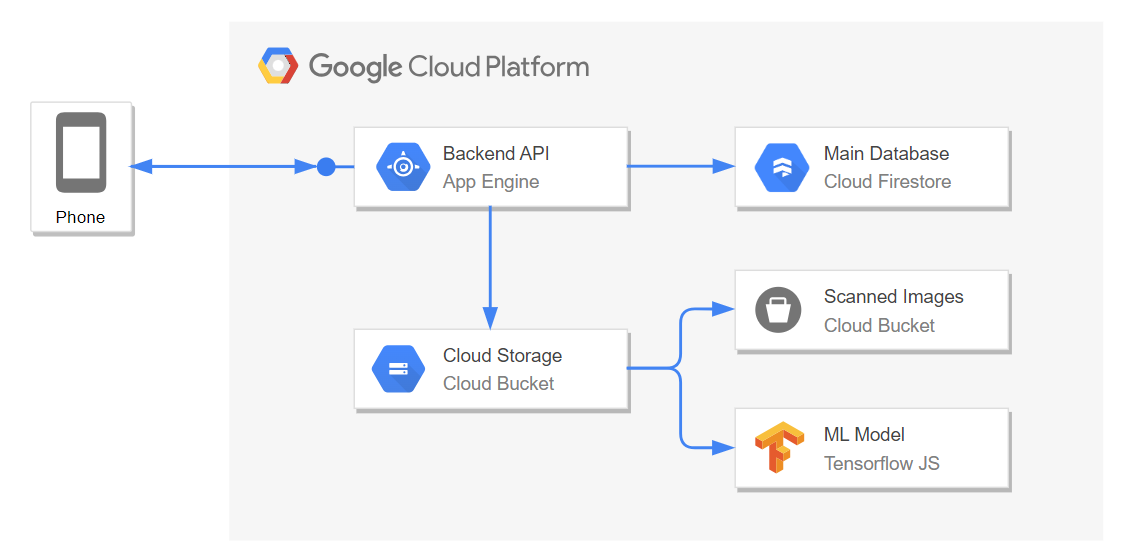 Google Cloud Platform
Phone
Backend API
App Engine
Main Database
Cloud Firestore
Cloud Storage
Cloud Bucket
Scanned Images
Cloud Bucket
ML Model
Tensorflow JS